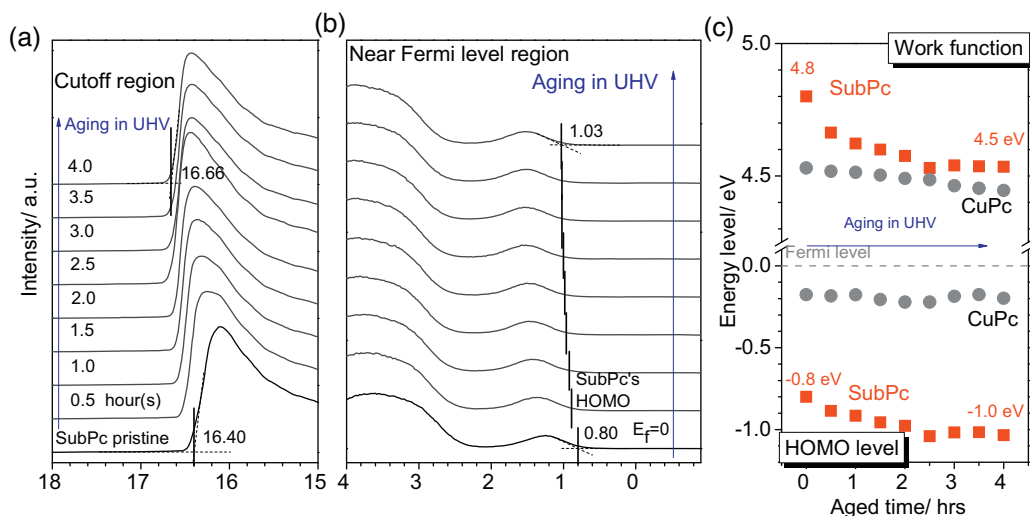 (a)
Cutoff region
Aging in UHV
4.0
16.66
3.5
3.0
2.5
2.0
1.5
1.0
0.5 hour(s)
SubPc pristine
16.40
Intensity/ a.u.
18 17 16 15
(b)
Near Fermi level region
Aging in UHV
1.03
SubPc's
HOMO
0.80
E_f=0
4 3 2 1 0
(c)
Work function
5.0
4.8
SubPc
4.5 eV
4.5
CuPc
Aging in UHV
Fermi level
0.0
CuPc
-0.5
-0.8 eV
SubPc
-1.0 eV
-1.0
HOMO level
Energy level/ eV
0 1 2 3 4
Aged time/ hrs